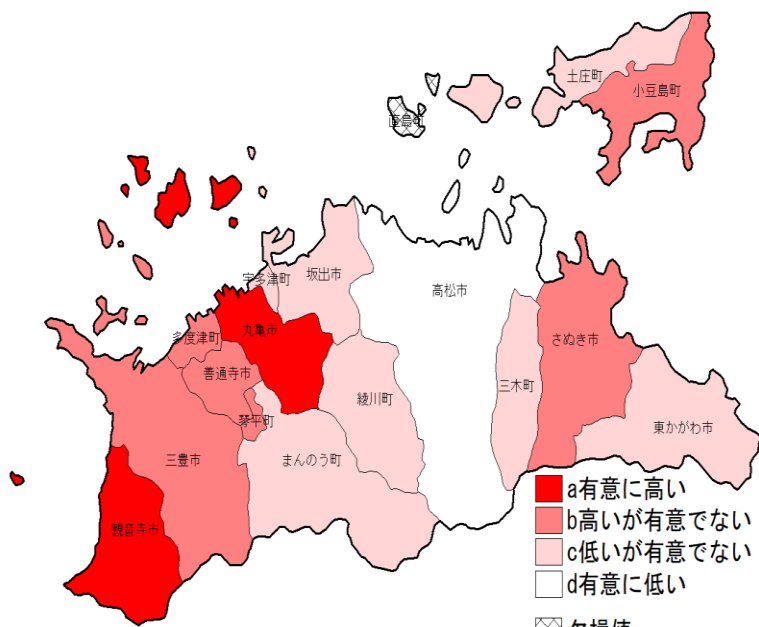 土庄町
小豆島町
直島町
宇多津町
坂出市
高松市
丸亀市
多度津町
さぬき市
善通寺市
三木町
綾川町
琴平町
東かがわ市
三豊市
まんのう町
観音寺市
a有意に高い
b高いが有意でない
c低いが有意でない
d有意に低い
欠損値